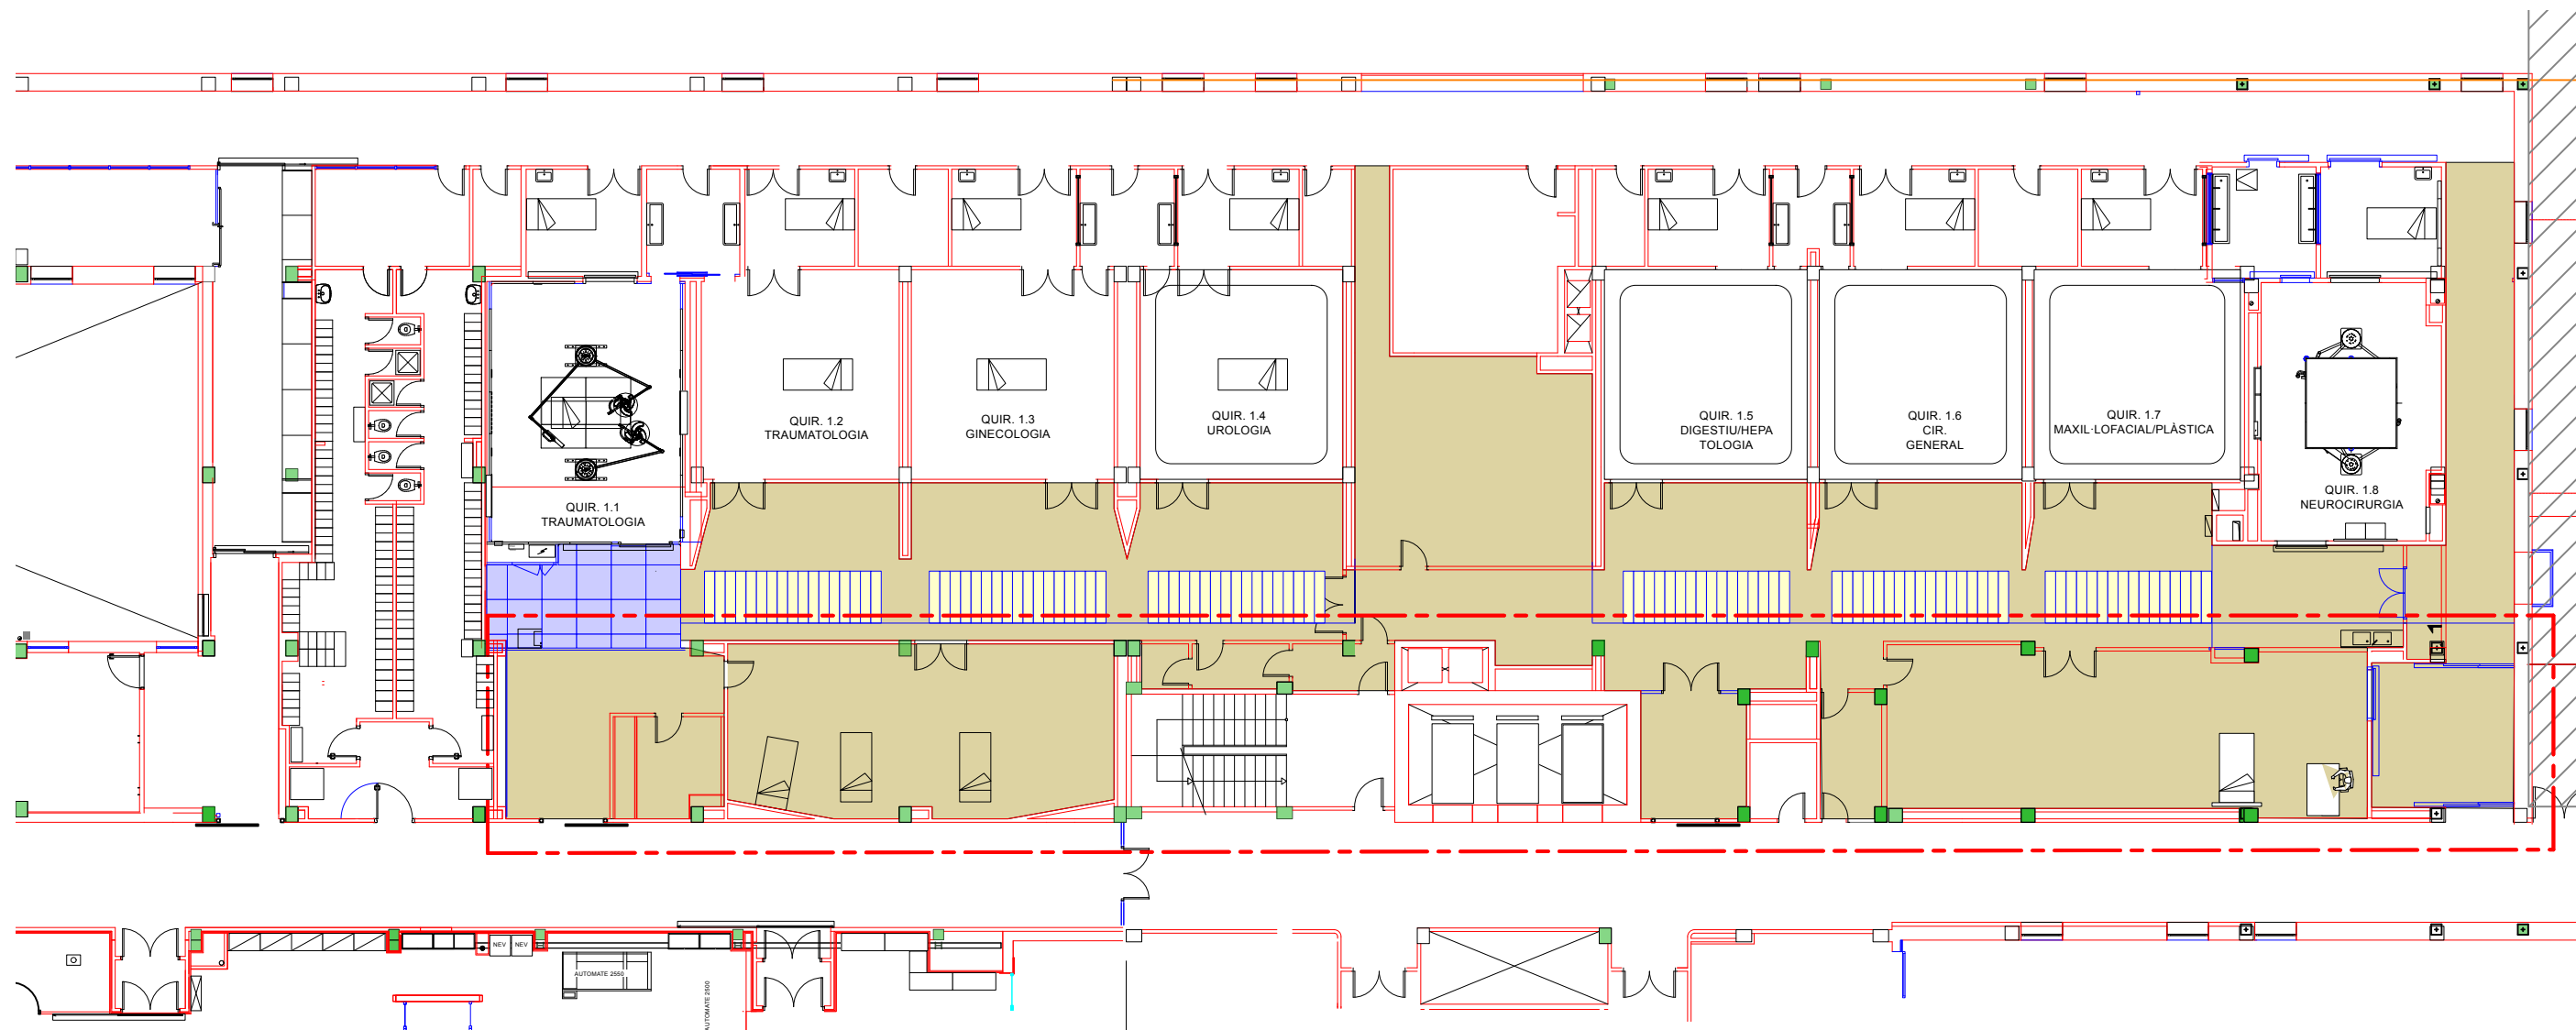 QUIR. 1.1
TRAUMATOLOGIA
QUIR. 1.2
TRAUMATOLOGIA
QUIR. 1.3
GINECOLOGIA
QUIR. 1.4
UROLOGIA
QUIR. 1.5
DIGESTIU/HEPA
TOLOGIA
QUIR. 1.6
CIR.
GENERAL
QUIR. 1.7
MAXIL·LOFACIAL/PLÀSTICA
QUIR. 1.8
NEUROCIRURGIA
NEV
NEV
AUTOMATE 2550
AUTOMATE 2500